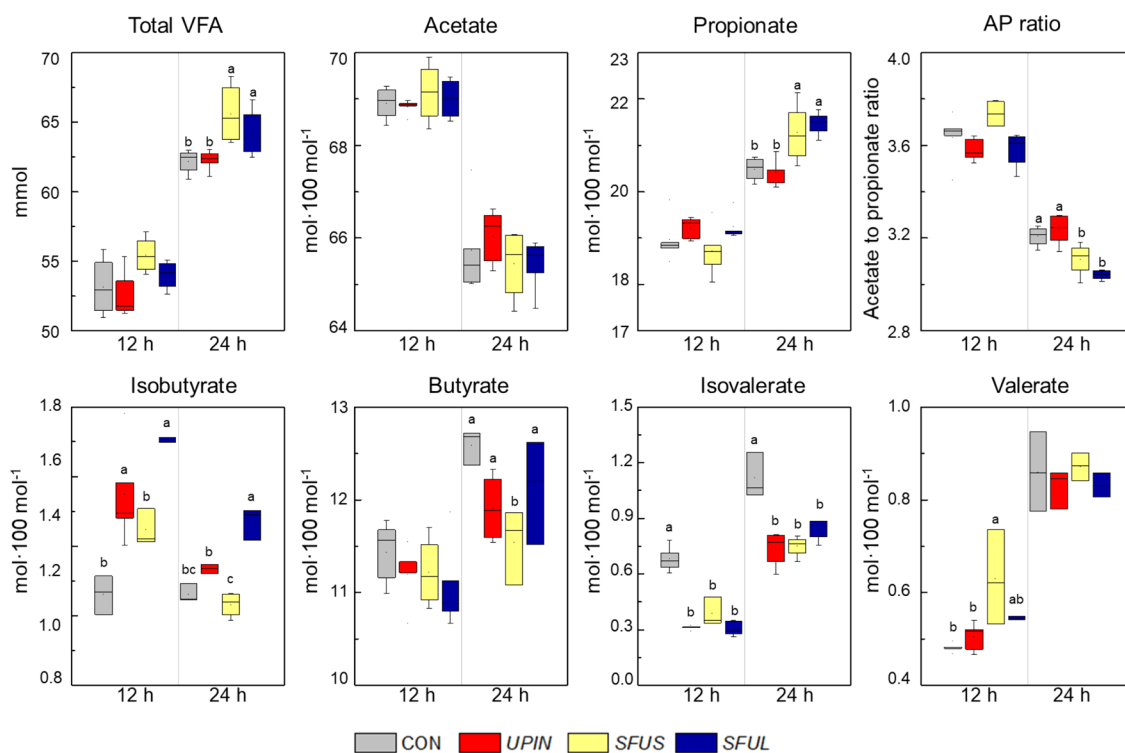 Total VFA
mmol
70
65
62
55
50
b
b
a
a
12 h
24 h
Acetate
mol·100 mol-1
70
68
66
64
12 h
24 h
Propionate
mol·100 mol-1
23
22
20
18
17
b
b
a
a
12 h
24 h
AP ratio
Acetate to propionate ratio
4.0
3.6
3.2
2.8
a
a
b
b
12 h
24 h
Isobutyrate
mol·100 mol-1
1.8
1.6
1.4
1.2
1.0
0.8
b
a
b
a
bc
b
c
a
12 h
24 h
Butyrate
mol·100 mol-1
13
12
11
10
a
a
b
a
12 h
24 h
Isovalerate
mol·100 mol-1
1.5
1.2
0.9
0.6
0.3
0.0
a
b
b
b
a
b
b
b
12 h
24 h
Valerate
mol·100 mol-1
1.0
0.8
0.6
0.4
b
b
a
ab
12 h
24 h
CON UPIN SFUS SFUL